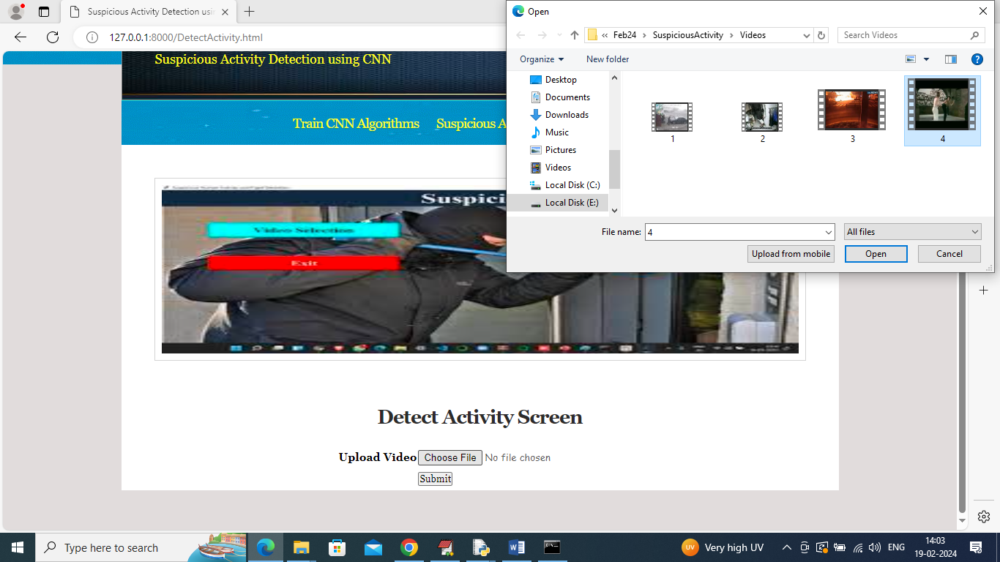 Suspicious Activity Detection usin
127.0.0.1:8000/DetectActivity.html
Suspicious Activity Detection using CNN
Train CNN Algorithms Suspicious A
Suspici
Video Selection
Exit
Detect Activity Screen
Upload Video Choose File No file chosen
Submit
Open
« Feb24 > SuspiciousActivity > Videos
Search Videos
Organize
New folder
Desktop
Documents
Downloads
Music
Pictures
Videos
Local Disk (C:)
Local Disk (E:)
1
2
3
4
File name: 4
All files
Upload from mobile
Open
Cancel
Type here to search
UV
Very high UV
ENG
14:03
19-02-2024